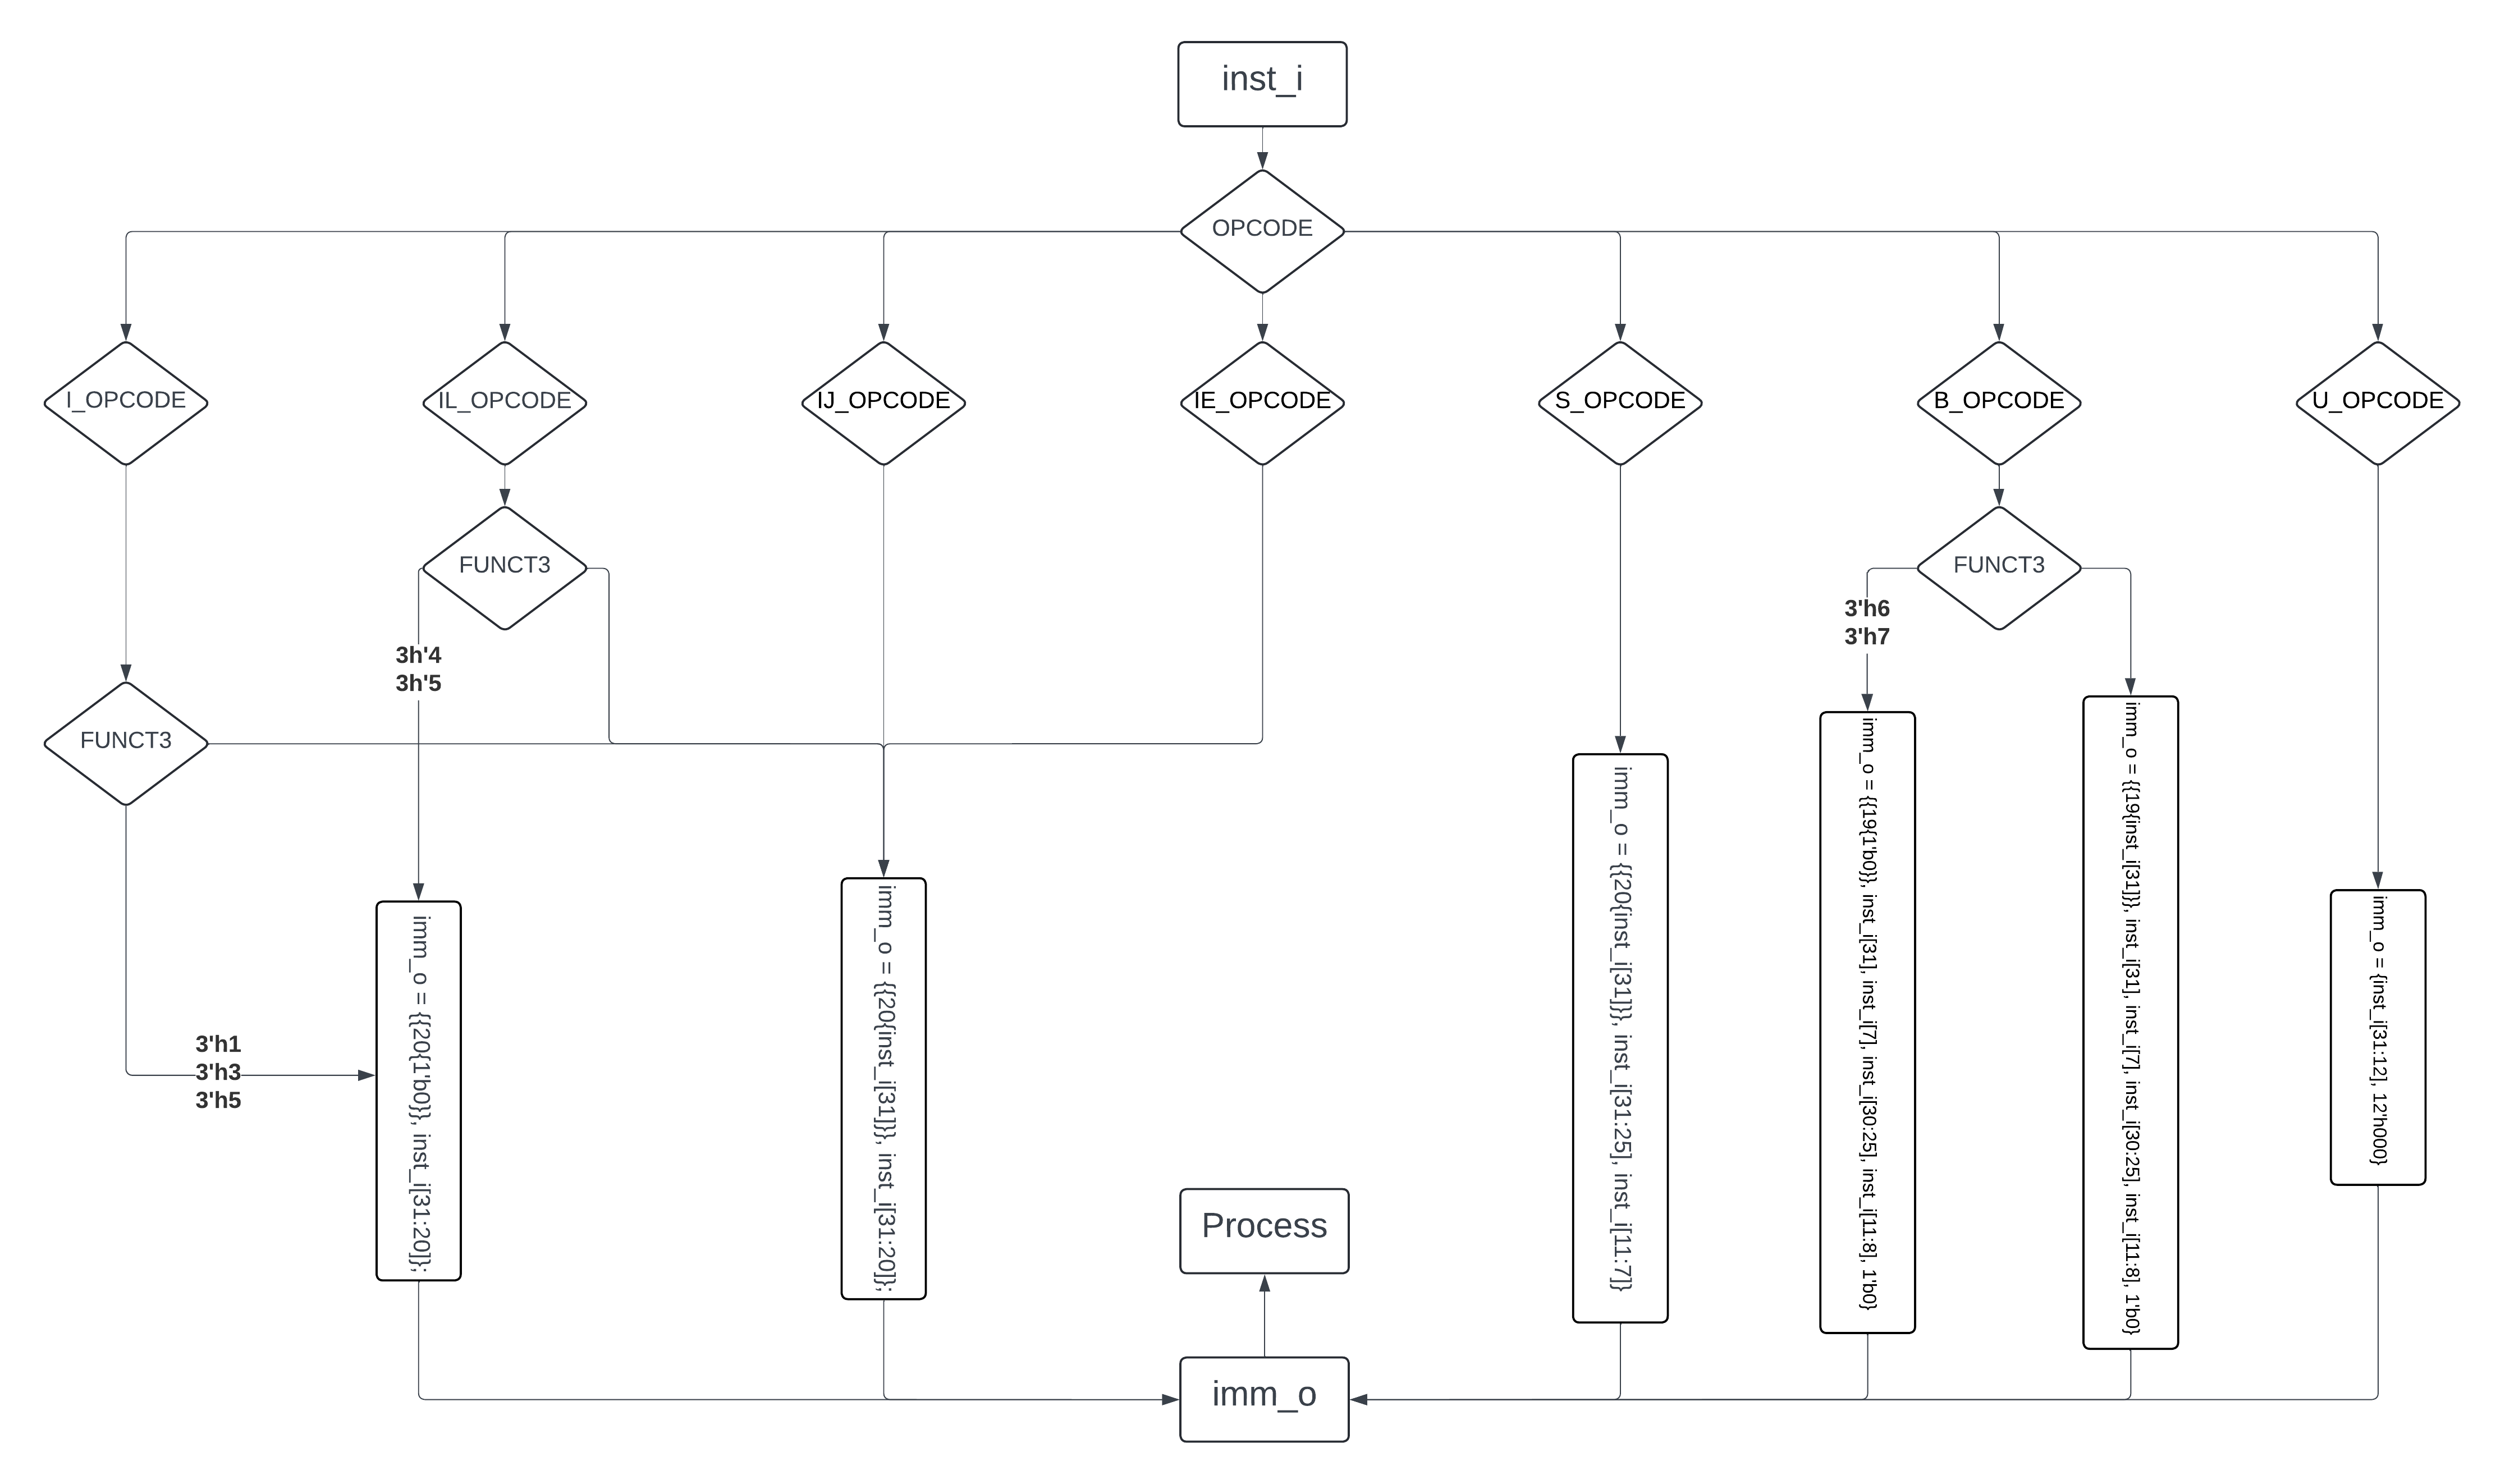 inst_i
OPCODE
I_OPCODE
IL_OPCODE
IJ_OPCODE
IE_OPCODE
S_OPCODE
B_OPCODE
U_OPCODE
FUNCT3
FUNCT3
3'h6
3'h7
3h'4
3h'5
FUNCT3
3'h1
3'h3
3'h5
imm_o = {{20{1'b0}}, inst_i[31:20]};
imm_o = {{20{inst_i[31]}}, inst_i[31:20]};
imm_o = {{20{inst_i[31]}}, inst_i[31:25], inst_i[11:7]}
imm_o = {{19{1'b0}}, inst_i[31], inst_i[7], inst_i[30:25], inst_i[11:8], 1'b0}
imm_o = {{19{inst_i[31]}}, inst_i[31], inst_i[7], inst_i[30:25], inst_i[11:8], 1'b0}
imm_o = {inst_i[31:12], 12'h000}
Process
imm_o